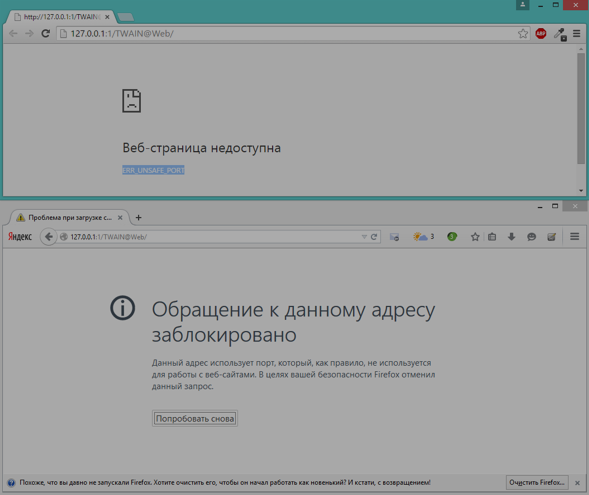 http://127.0.0.1:1/TWAIN@
127.0.0.1:1/TWAIN@Web/
ABP
Веб-страница недоступна
ERR_UNSAFE_PORT
Проблема при загрузке с...
Яндекс
127.0.0.1:1/TWAIN@Web/
3
Обращение к данному адресу
заблокировано
Данный адрес использует порт, который, как правило, не используется
для работы с веб-сайтами. В целях вашей безопасности Firefox отменил
данный запрос.
Попробовать снова
Похоже, что вы давно не запускали Firefox. Хотите очистить его, чтобы он начал работать как новенький? И кстати, с возвращением!
Очистить Firefox...